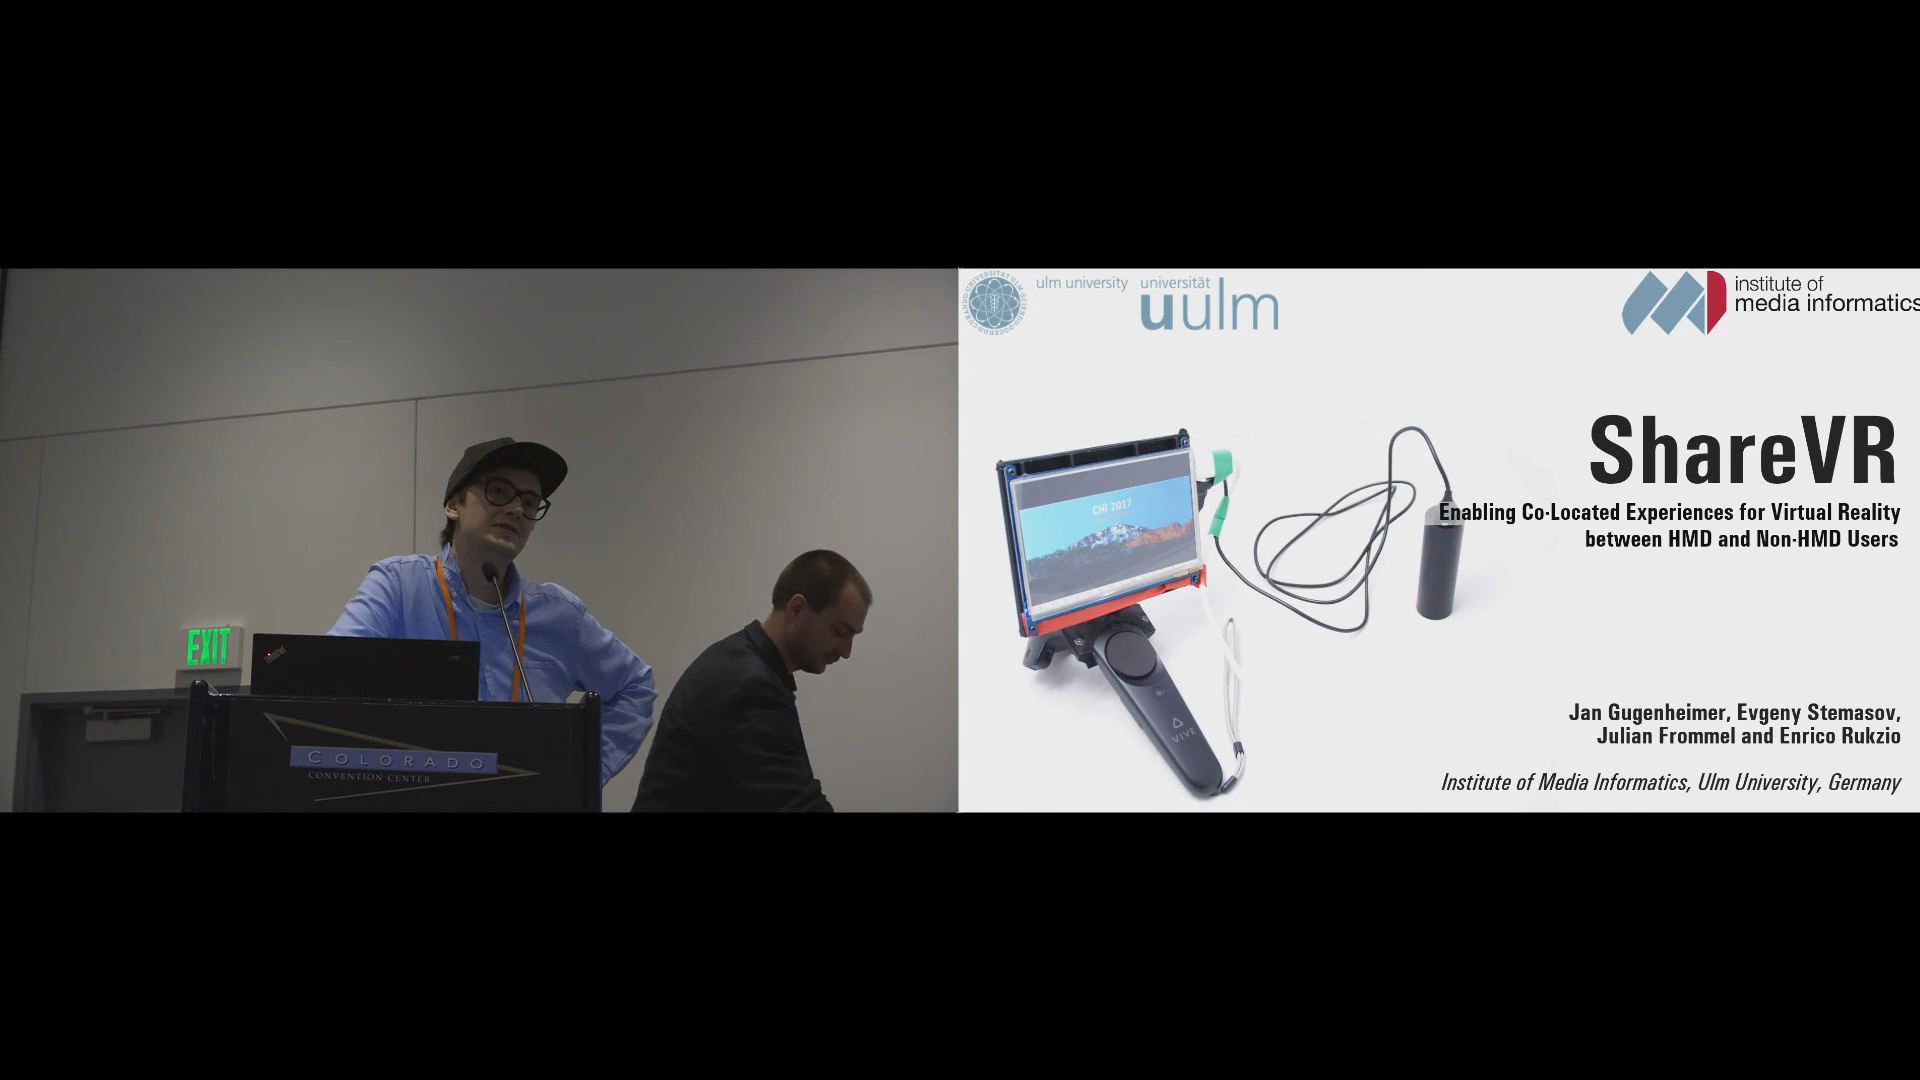 EXIT
ThinkPad
COLORADO
CONVENTION CENTER
ulm university universität
uulm
institute of
media informatics
ShareVR
Enabling Co-Located Experiences for Virtual Reality
between HMD and Non-HMD Users
CHI 2017
VIVE
Jan Gugenheimer, Evgeny Stemasov,
Julian Frommel and Enrico Rukzio
Institute of Media Informatics, Ulm University, Germany